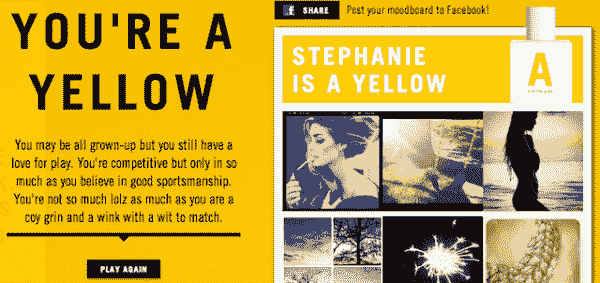 YOU'RE A
YELLOW
You may be all grown-up but you still have a
love for play. You're competitive but only in so
much as you believe in good sportsmanship.
You're not so much lolz as much as you are a
coy grin and a wink with a wit to match.
PLAY AGAIN
f SHARE Post your moodboard to Facebook!
STEPHANIE
IS A YELLOW
A